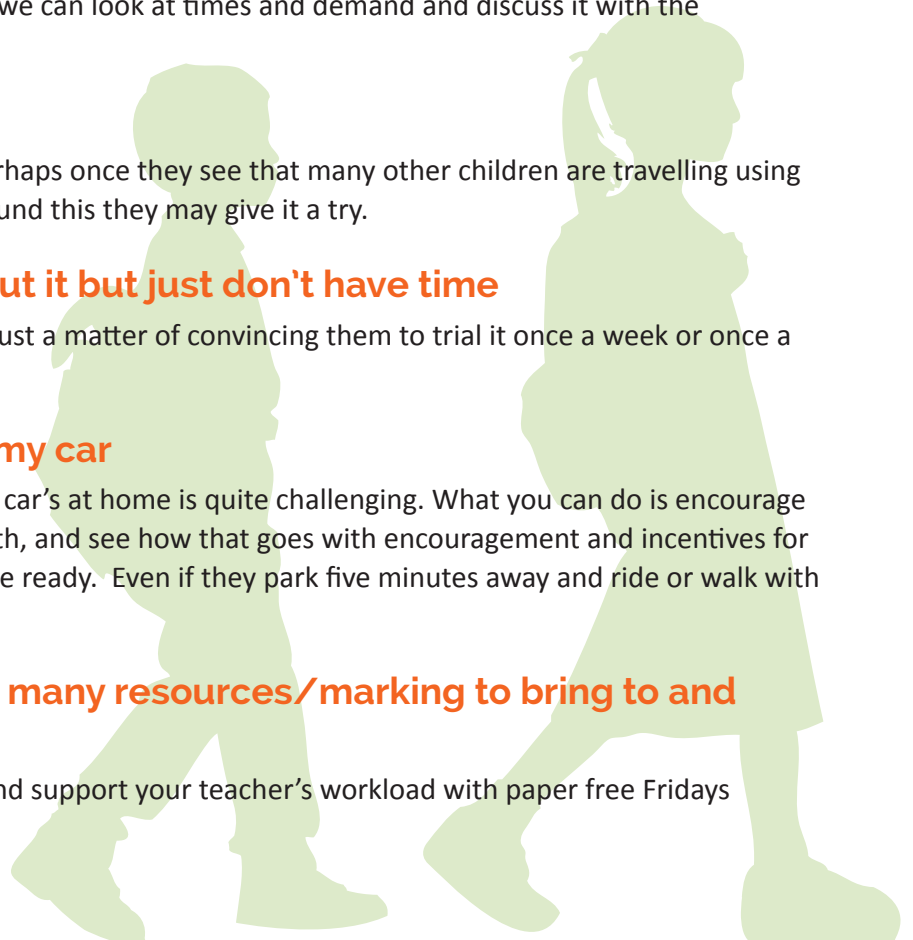 we can look at times and demand and discuss it with the
rhaps once they see that many other children are travelling using
und this they may give it a try.
ut it but just don't have time
ust a matter of convincing them to trial it once a week or once a
my car
car's at home is quite challenging. What you can do is encourage
th, and see how that goes with encouragement and incentives for
e ready.  Even if they park five minutes away and ride or walk with
many resources/marking to bring to and
nd support your teacher's workload with paper free Fridays